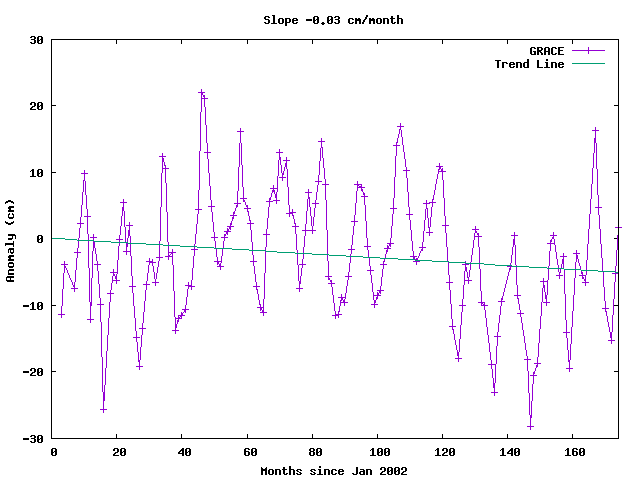 Slope -0.03 cm/month
GRACE
Trend Line
Anomaly (cm)
30
20
10
0
-10
-20
-30
0 20 40 60 80 100 120 140 160
Months since Jan 2002